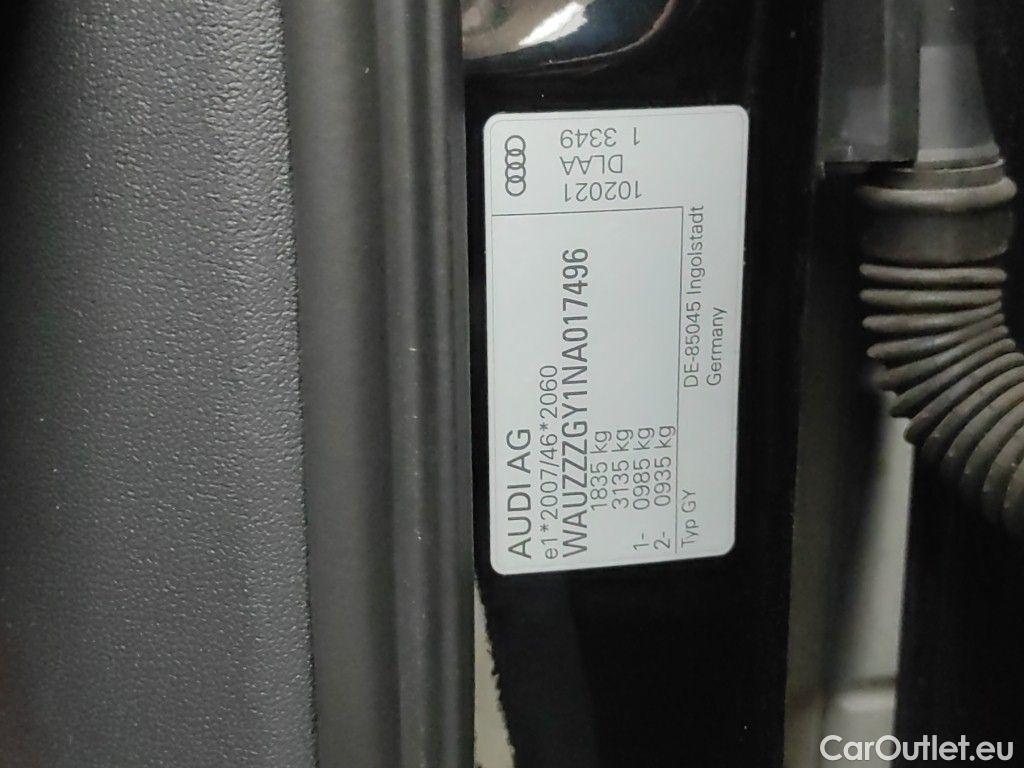 AUDI AG
e1*2007/46*2060
WAUZZZGY1NA017496
1835 kg
3135 kg
1- 0985 kg
2- 0935 kg
Typ GY
DE-85045 Ingolstadt
Germany
1 3349
DLAA
102021
CarOutlet.eu